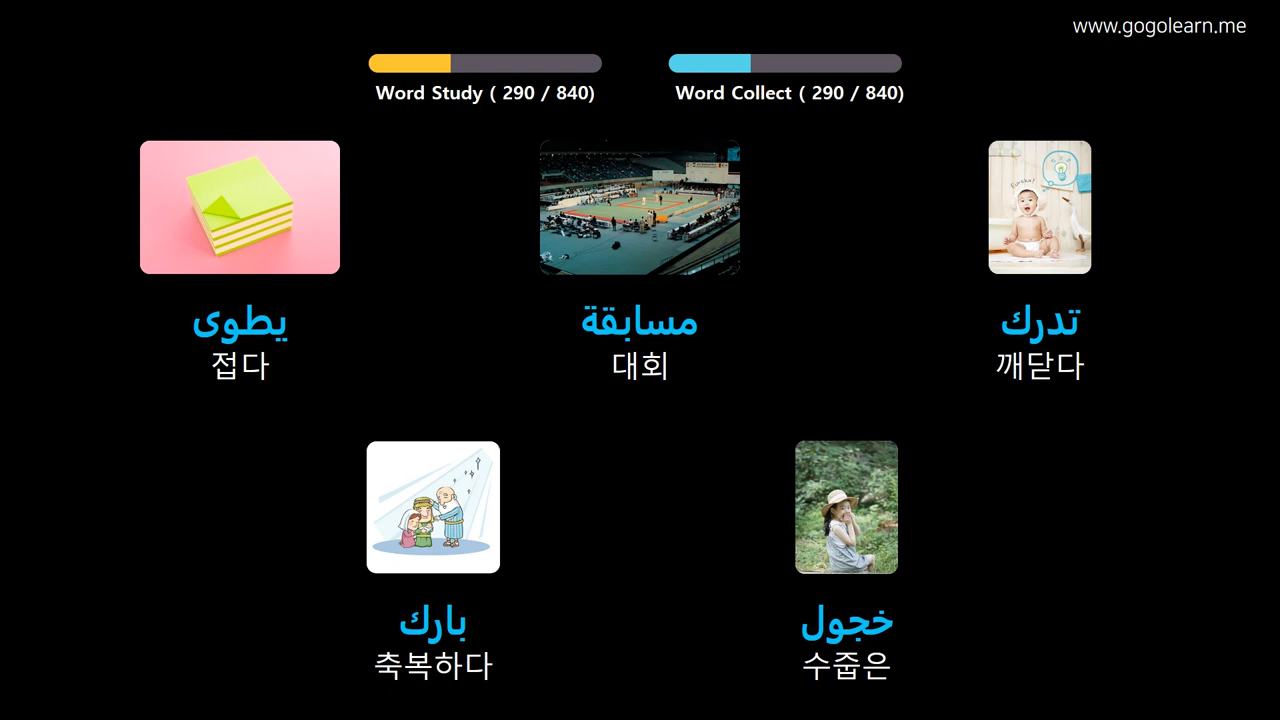 www.gogolearn.me
Word Study ( 290 / 840)
Word Collect ( 290 / 840)
يطوى
접다
مسابقة
대회
Eureka!
تدرك
깨닫다
بارك
축복하다
خجول
수줍은